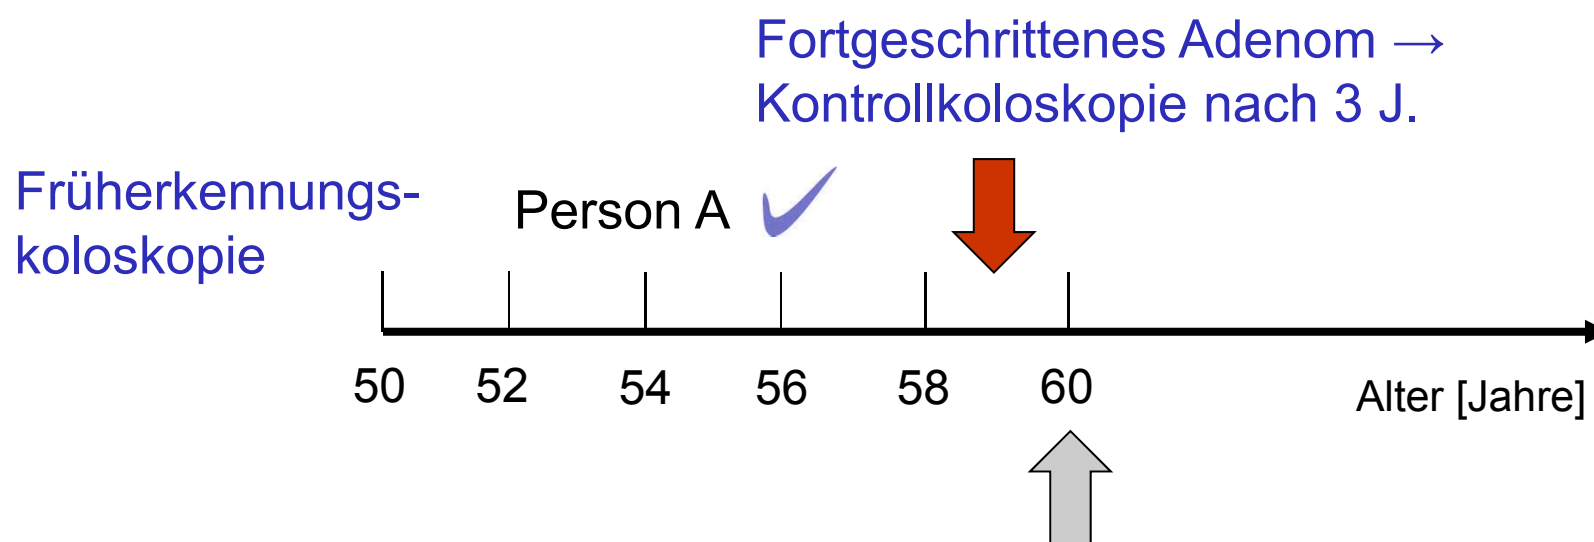 Fortgeschrittenes Adenom →
Kontrollkoloskopie nach 3 J.
Früherkennungs-
koloskopie
Person A
50 52 54 56 58 60
Alter [Jahre]